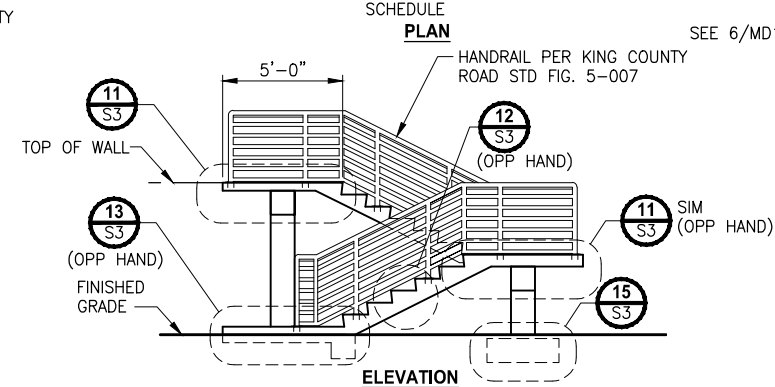 TY
SCHEDULE
PLAN
SEE 6/MD
HANDRAIL PER KING COUNTY
ROAD STD FIG. 5-007
5'-0"
11
S3
12
S3
(OPP HAND)
TOP OF WALL
13
S3
(OPP HAND)
11
S3
SIM
(OPP HAND)
FINISHED
GRADE
15
S3
ELEVATION